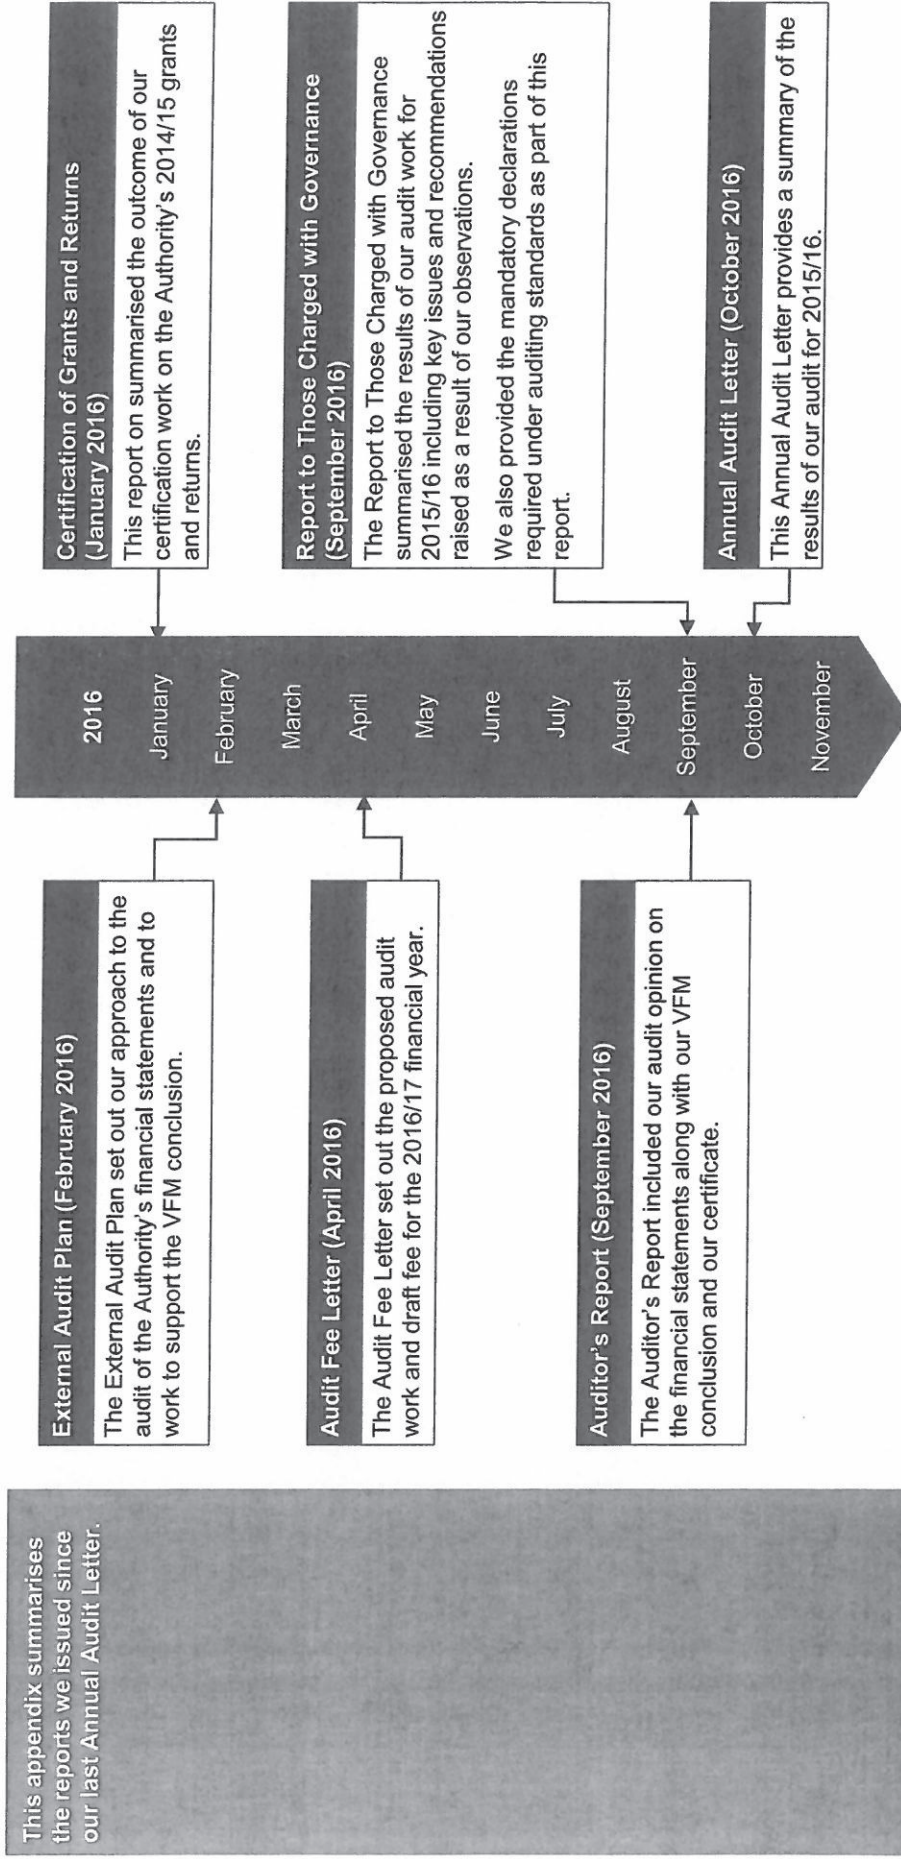 This appendix summarises
the reports we issued since
our last Annual Audit Letter.
External Audit Plan (February 2016)
The External Audit Plan set out our approach to the
audit of the Authority's financial statements and to
work to support the VFM conclusion.
Audit Fee Letter (April 2016)
The Audit Fee Letter set out the proposed audit
work and draft fee for the 2016/17 financial year.
Auditor's Report (September 2016)
The Auditor's Report included our audit opinion on
the financial statements along with our VFM
conclusion and our certificate.
2016
January
February
March
April
May
June
July
August
September
October
November
Certification of Grants and Returns
(January 2016)
This report on summarised the outcome of our
certification work on the Authority's 2014/15 grants
and returns.
Report to Those Charged with Governance
(September 2016)
The Report to Those Charged with Governance
summarised the results of our audit work for
2015/16 including key issues and recommendations
raised as a result of our observations.
We also provided the mandatory declarations
required under auditing standards as part of this
report.
Annual Audit Letter (October 2016)
This Annual Audit Letter provides a summary of the
results of our audit for 2015/16.